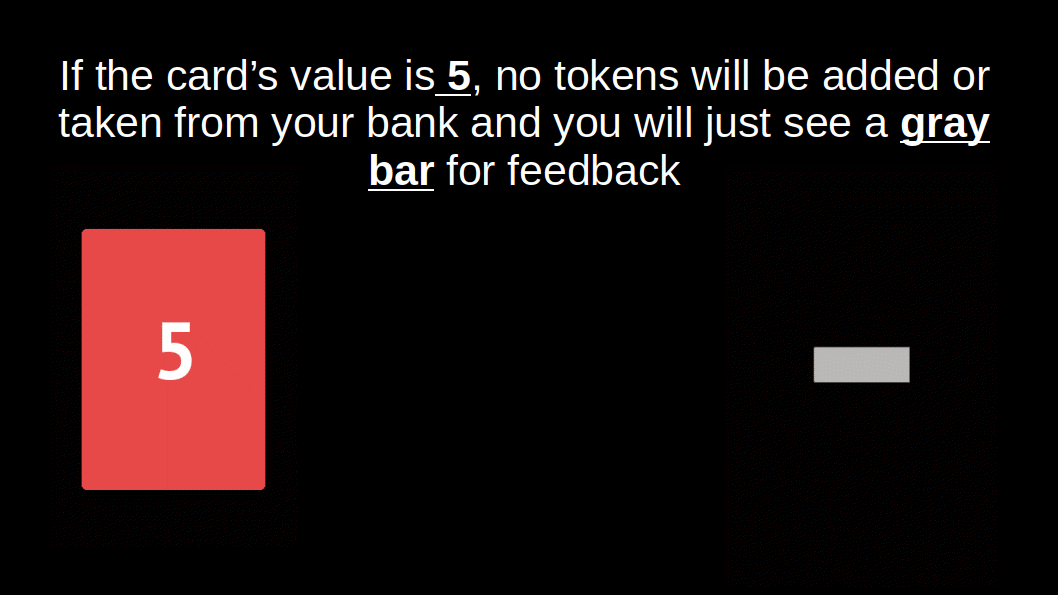 If the card’s value is 5, no tokens will be added or
taken from your bank and you will just see a gray
bar for feedback
5